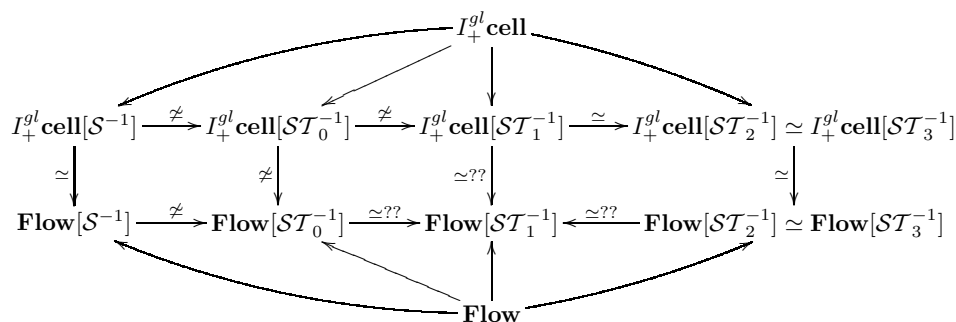 I_+^{gl}cell
I_+^{gl}cell[S^{-1}] ≄ I_+^{gl}cell[ST_0^{-1}] ≄ I_+^{gl}cell[ST_1^{-1}] ≃ I_+^{gl}cell[ST_2^{-1}] ≃ I_+^{gl}cell[ST_3^{-1}]
≃ ≄ ≃?? ≃
Flow[S^{-1}] ≄ Flow[ST_0^{-1}] ≃?? Flow[ST_1^{-1}] ≃?? Flow[ST_2^{-1}] ≃ Flow[ST_3^{-1}]
Flow